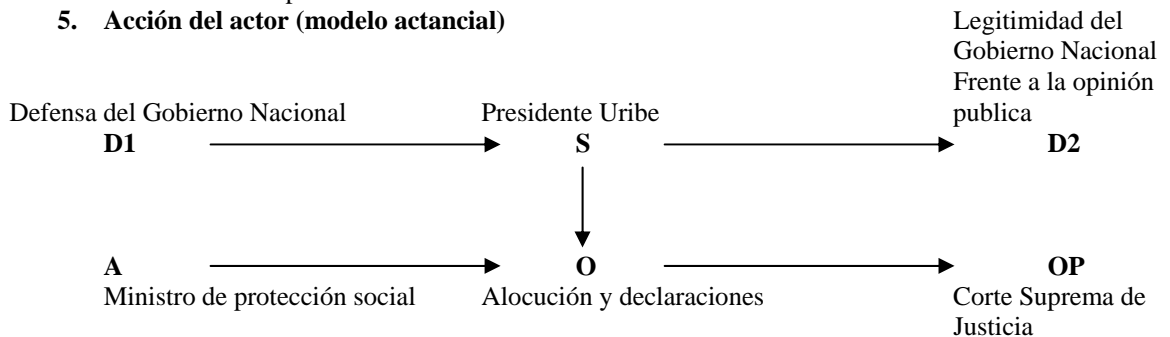 5. Acción del actor (modelo actancial)
Legitimidad del
Gobierno Nacional
Frente a la opinión
publica
Defensa del Gobierno Nacional Presidente Uribe
D1 S D2
A O OP
Ministro de protección social Alocución y declaraciones Corte Suprema de
Justicia